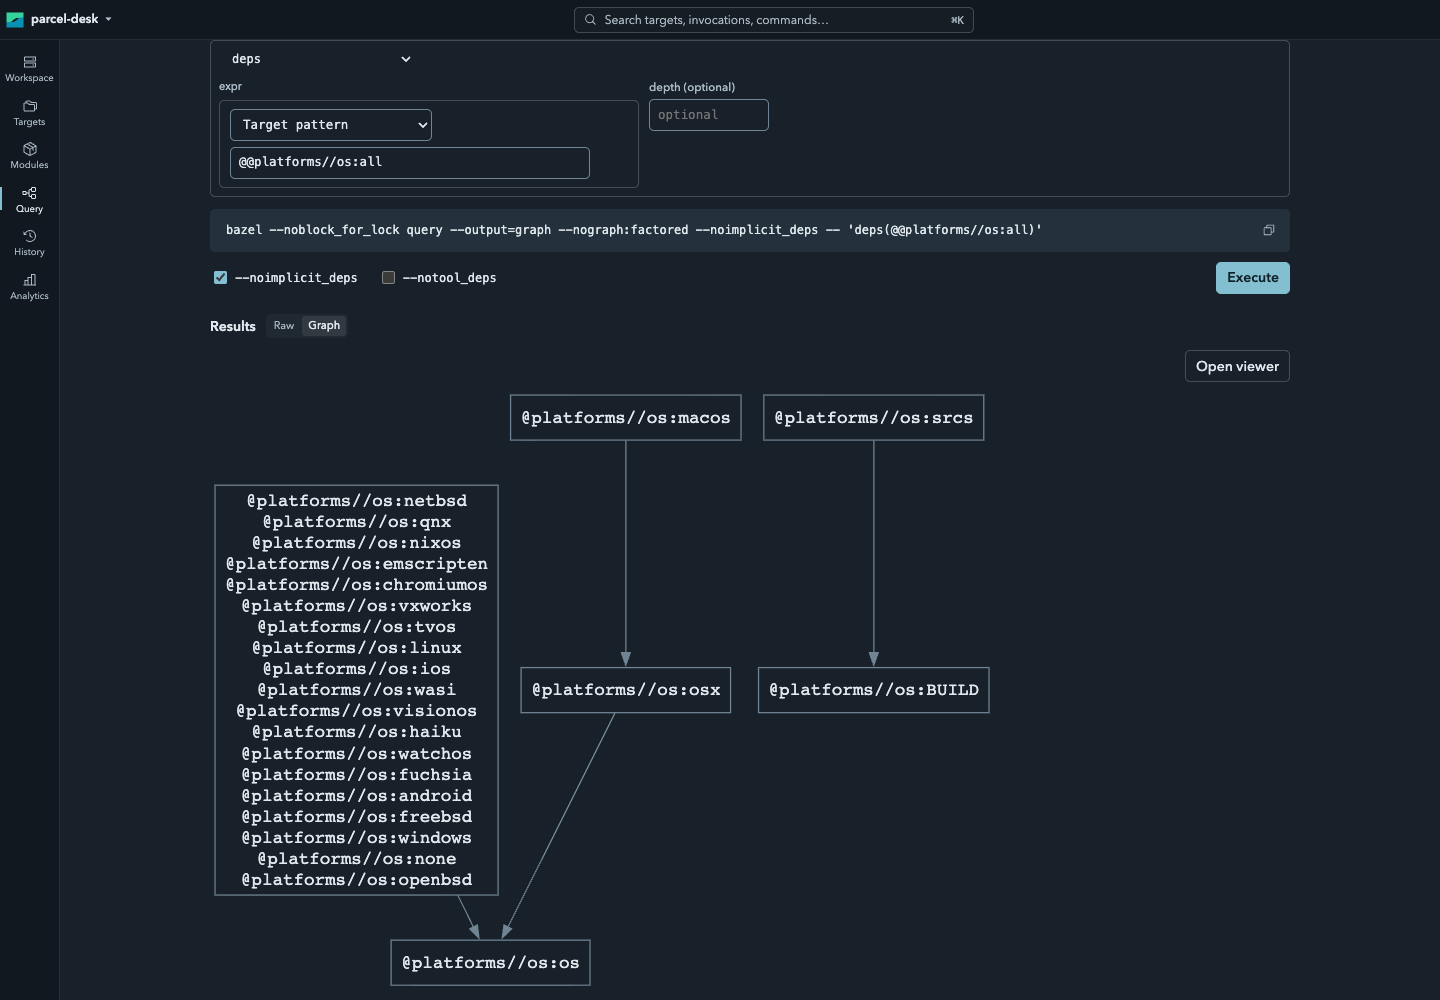 parcel-desk
Search targets, invocations, commands…
⌘K
Workspace
Targets
Modules
Query
History
Analytics
deps
expr
depth (optional)
Target pattern
optional
@@platforms//os:all
bazel --noblock_for_lock query --output=graph --nograph:factored --noimplicit_deps -- 'deps(@@platforms//os:all)'
--noimplicit_deps
--notool_deps
Execute
Results
Raw
Graph
Open viewer
@platforms//os:macos
@platforms//os:srcs
@platforms//os:netbsd
@platforms//os:qnx
@platforms//os:nixos
@platforms//os:emscripten
@platforms//os:chromiumos
@platforms//os:vxworks
@platforms//os:tvos
@platforms//os:linux
@platforms//os:ios
@platforms//os:wasi
@platforms//os:visionos
@platforms//os:haiku
@platforms//os:watchos
@platforms//os:fuchsia
@platforms//os:android
@platforms//os:freebsd
@platforms//os:windows
@platforms//os:none
@platforms//os:openbsd
@platforms//os:osx
@platforms//os:BUILD
@platforms//os:os